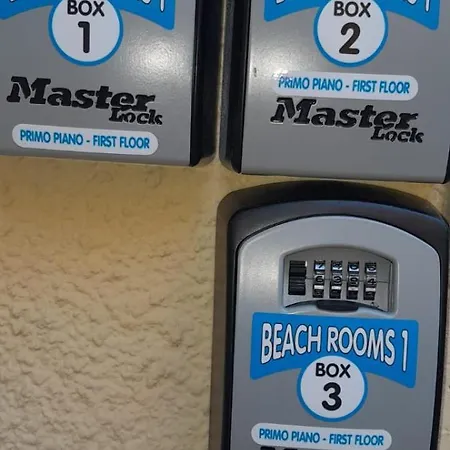 BOX
1
Master
Lock
PRIMO PIANO - FIRST FLOOR
1
BOX
2
PRIMO PIANO - FIRST FLOOR
Master
Lock
BEACH ROOMS 1
BOX
3
PRIMO PIANO - FIRST FLOOR